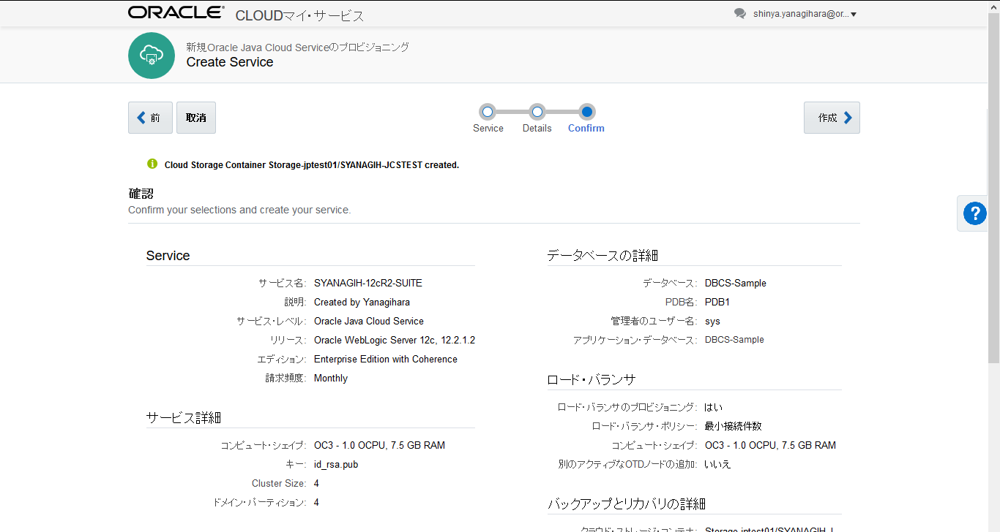 ORACLE CLOUDマイ・サービス
shinya.yanagihara@or...
新規Oracle Java Cloud Serviceのプロビジョニング
Create Service
前
取消
Service
Details
Confirm
作成
Cloud Storage Container Storage-jptest01/SYANAGIH-JCSTEST created.
確認
Confirm your selections and create your service.
?
Service
サービス名: SYANAGIH-12cR2-SUITE
説明: Created by Yanagihara
サービス・レベル: Oracle Java Cloud Service
リリース: Oracle WebLogic Server 12c, 12.2.1.2
エディション: Enterprise Edition with Coherence
請求頻度: Monthly
サービス詳細
コンピュート・シェイプ: OC3 - 1.0 OCPU, 7.5 GB RAM
キー: id_rsa.pub
Cluster Size: 4
ドメイン・パーティション: 4
データベースの詳細
データベース: DBCS-Sample
PDB名: PDB1
管理者のユーザー名: sys
アプリケーション・データベース: DBCS-Sample
ロード・バランサ
ロード・バランサのプロビジョニング: はい
ロード・バランサ・ポリシー: 最小接続件数
コンピュート・シェイプ: OC3 - 1.0 OCPU, 7.5 GB RAM
別のアクティブなOTDノードの追加: いいえ
バックアップとリカバリの詳細
クラウド・ストレージ・コンテナ: Storage-jptest01/SYANAGIH-J